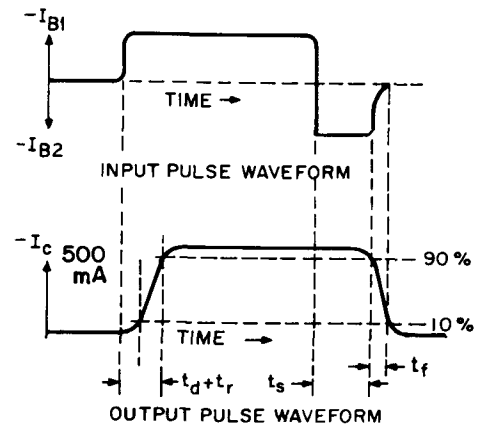 -I_B1
TIME →
-I_B2
INPUT PULSE WAVEFORM
-I_c
500
mA
90%
10%
TIME →
t_d+t_r
t_s
t_f
OUTPUT PULSE WAVEFORM